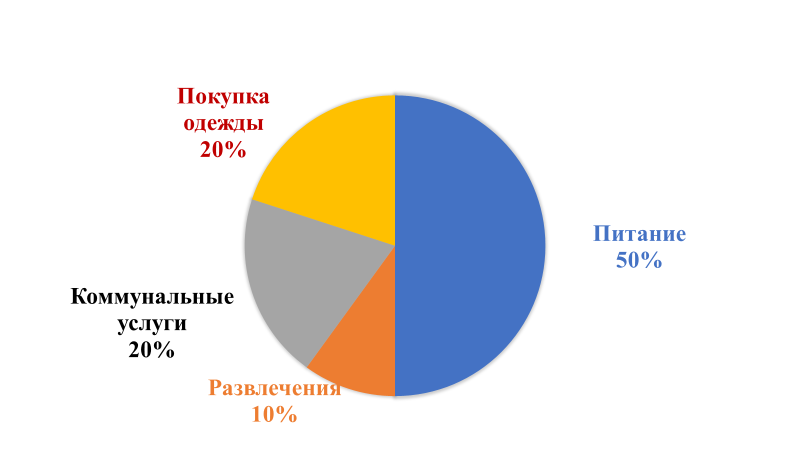 Покупка
одежды
20%
Питание
50%
Коммунальные
услуги
20%
Развлечения
10%